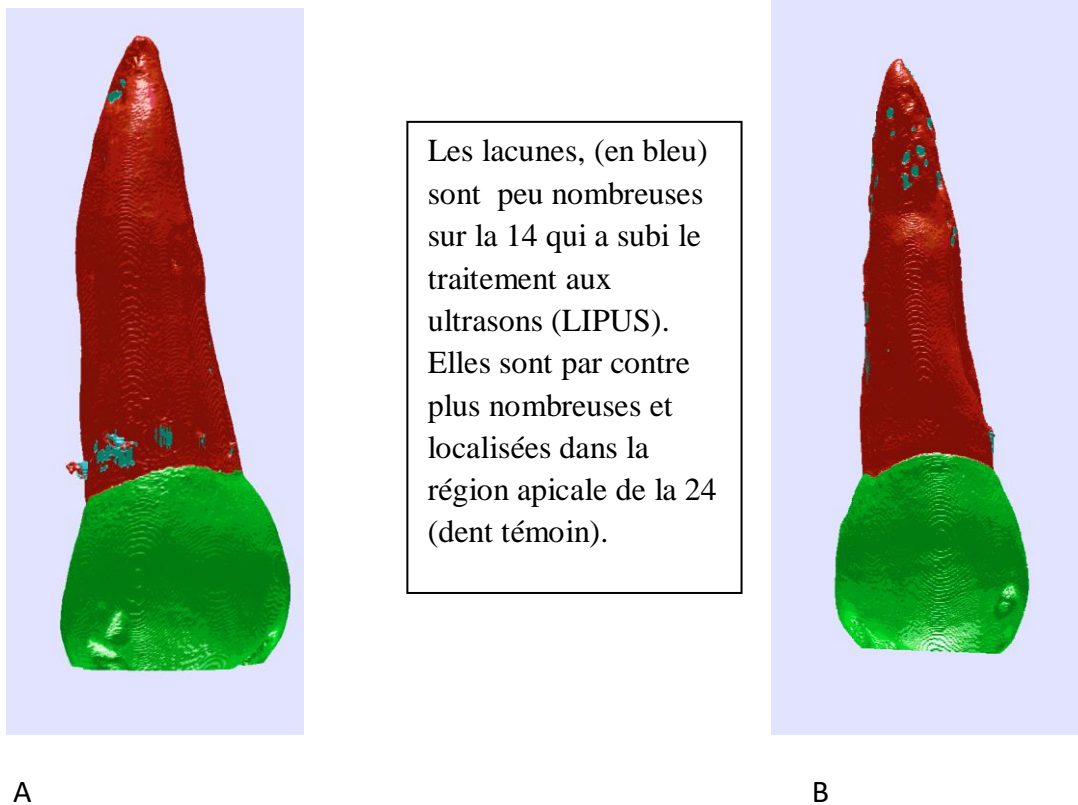 Les lacunes, (en bleu)
sont  peu nombreuses
sur la 14 qui a subi le
traitement aux
ultrasons (LIPUS).
Elles sont par contre
plus nombreuses et
localisées dans la
région apicale de la 24
(dent témoin).
A
B